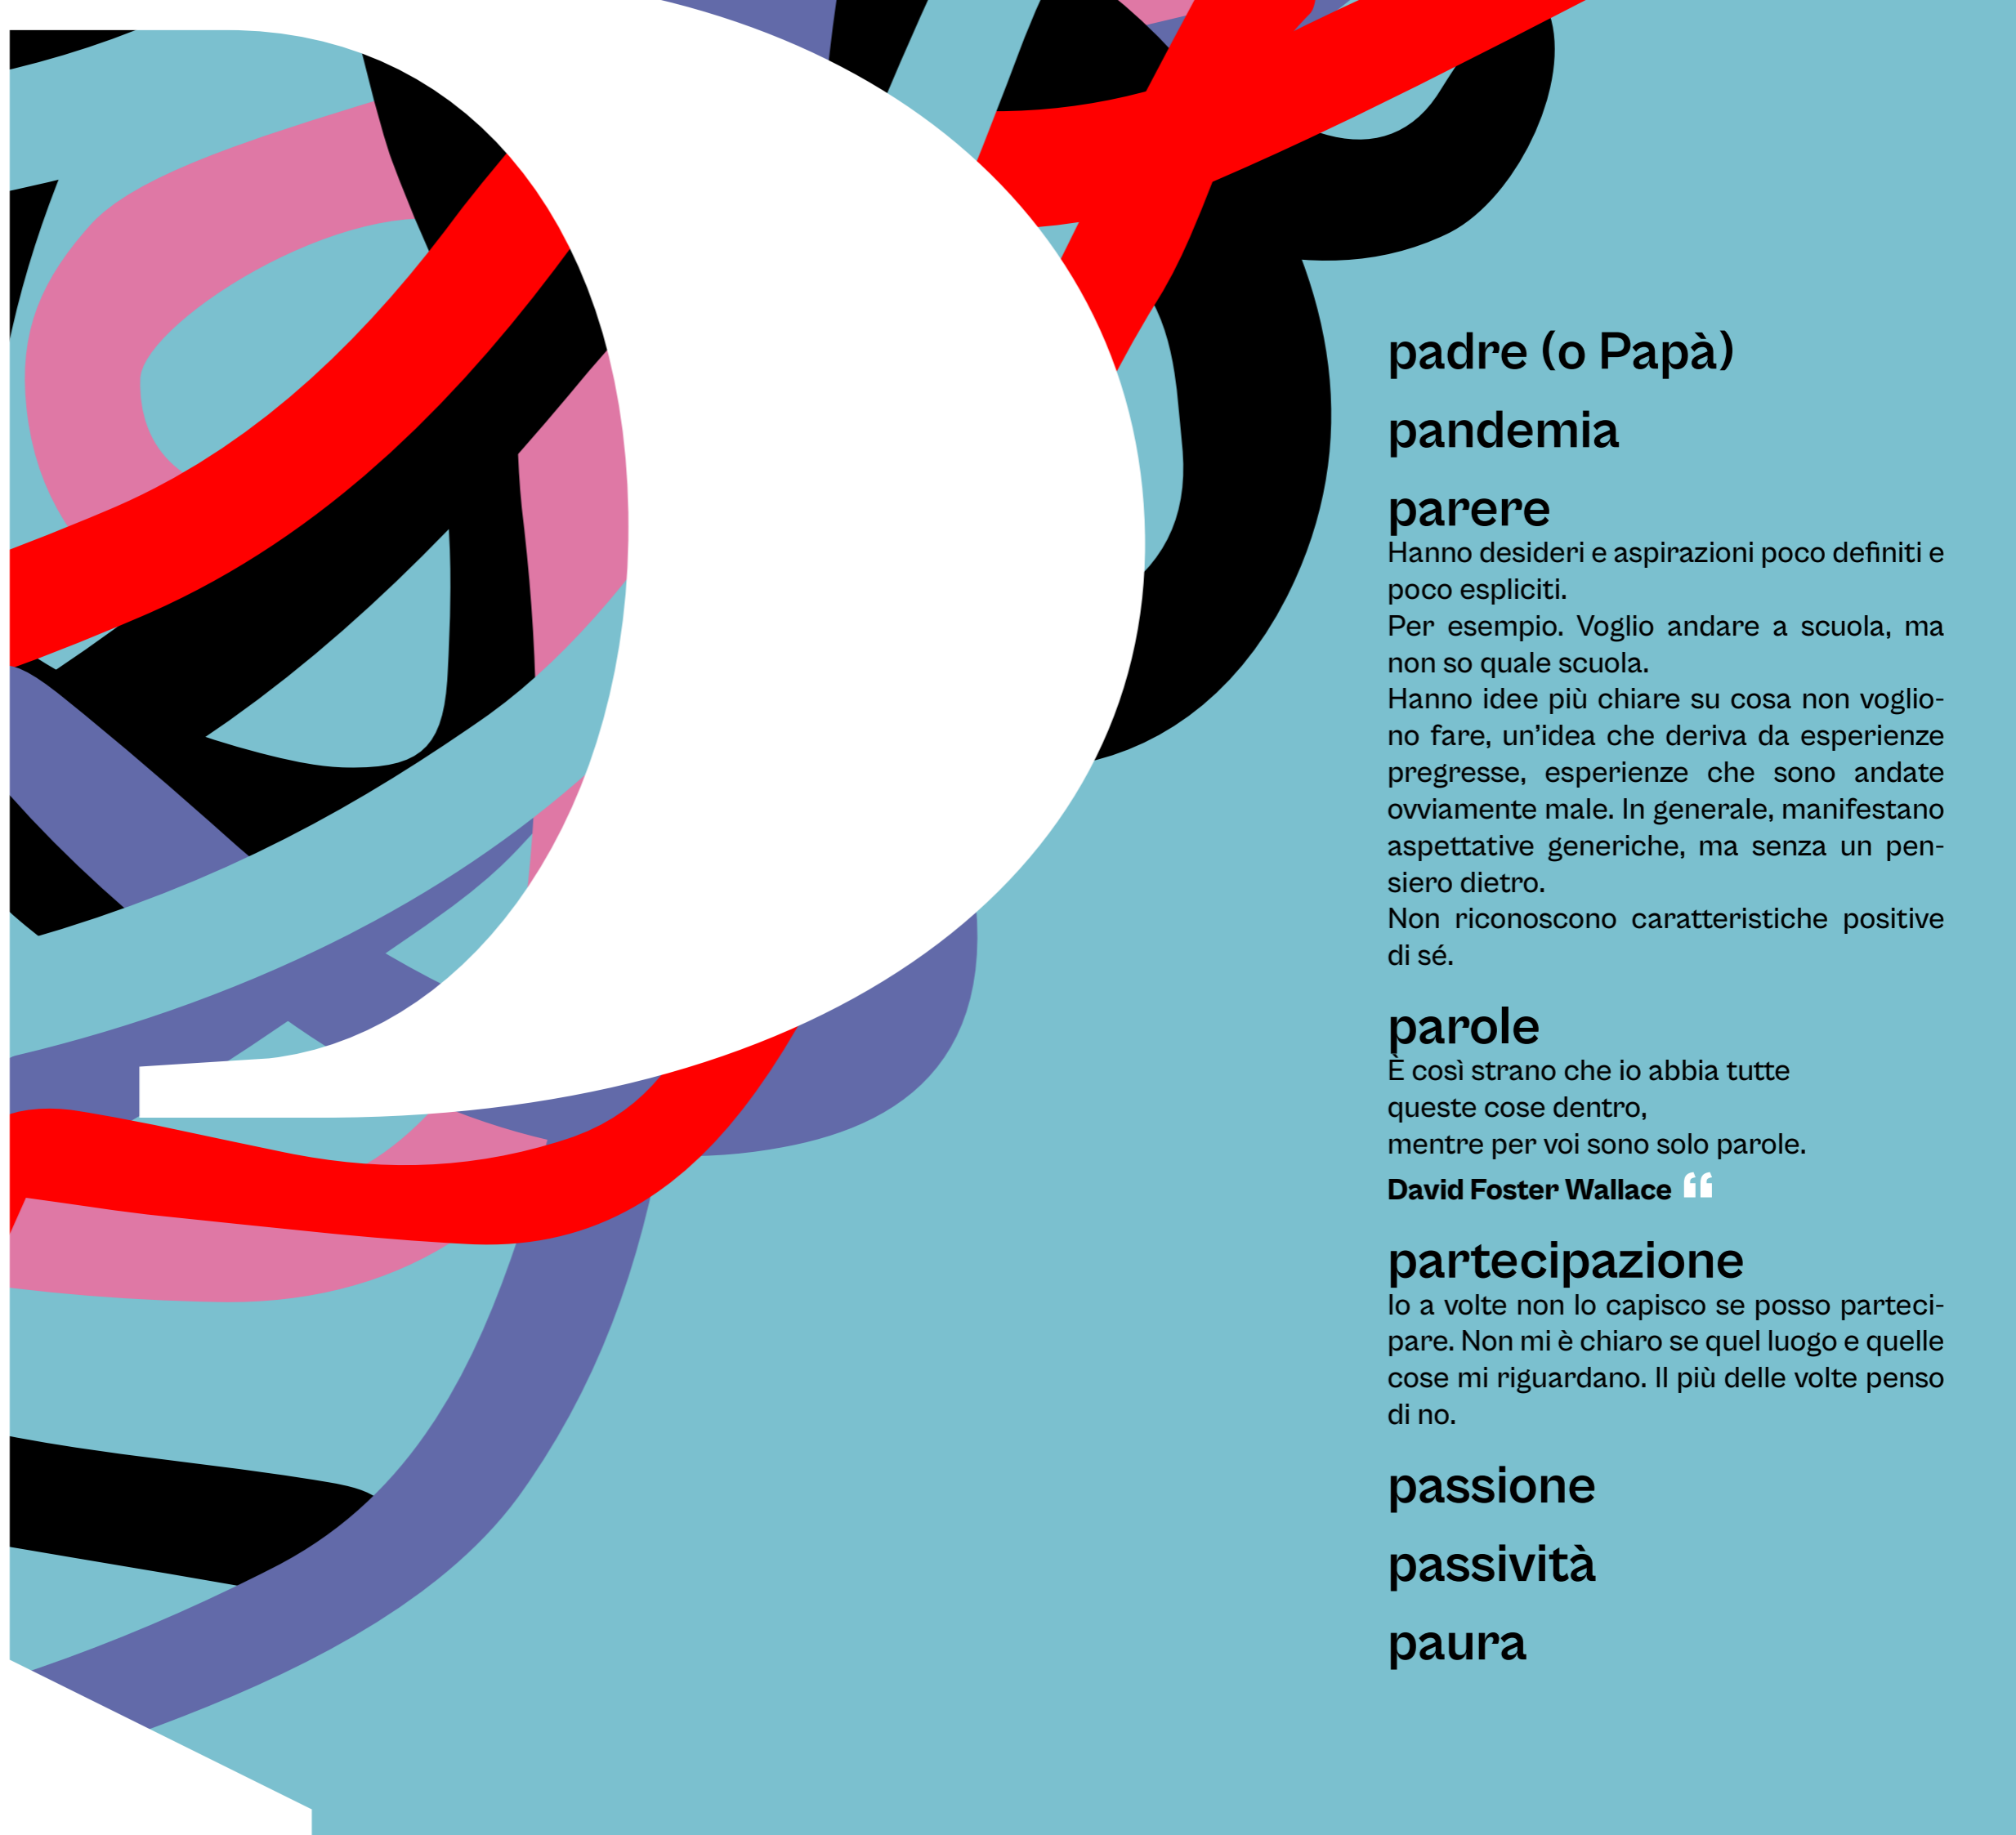 padre (o Papà)
pandemia
parere
Hanno desideri e aspirazioni poco definiti e
poco espliciti.
Per esempio. Voglio andare a scuola, ma
non so quale scuola.
Hanno idee più chiare su cosa non voglio-
no fare, un’idea che deriva da esperienze
pregresse, esperienze che sono andate
ovviamente male. In generale, manifestano
aspettative generiche, ma senza un pen-
siero dietro.
Non riconoscono caratteristiche positive
di sé.
parole
È così strano che io abbia tutte
queste cose dentro,
mentre per voi sono solo parole.
David Foster Wallace “
partecipazione
Io a volte non lo capisco se posso parteci-
pare. Non mi è chiaro se quel luogo e quelle
cose mi riguardano. Il più delle volte penso
di no.
passione
passività
paura